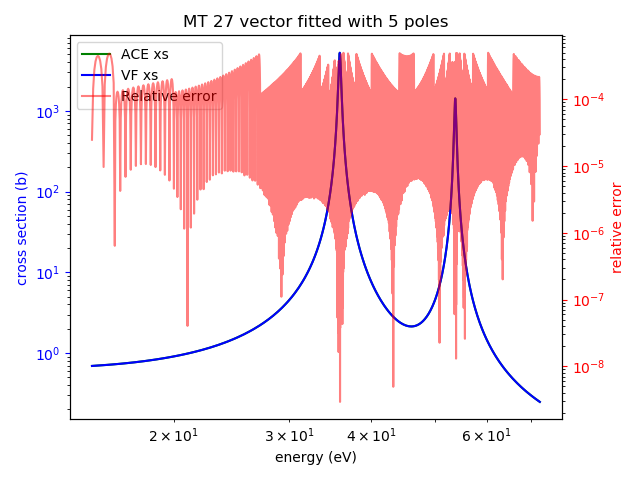 MT 27 vector fitted with 5 poles
ACE xs
VF xs
Relative error
cross section (b)
10³
10²
10¹
10⁰
10⁻⁴
10⁻⁵
10⁻⁶
10⁻⁷
10⁻⁸
relative error
2 × 10¹ 3 × 10¹ 4 × 10¹ 6 × 10¹
energy (eV)